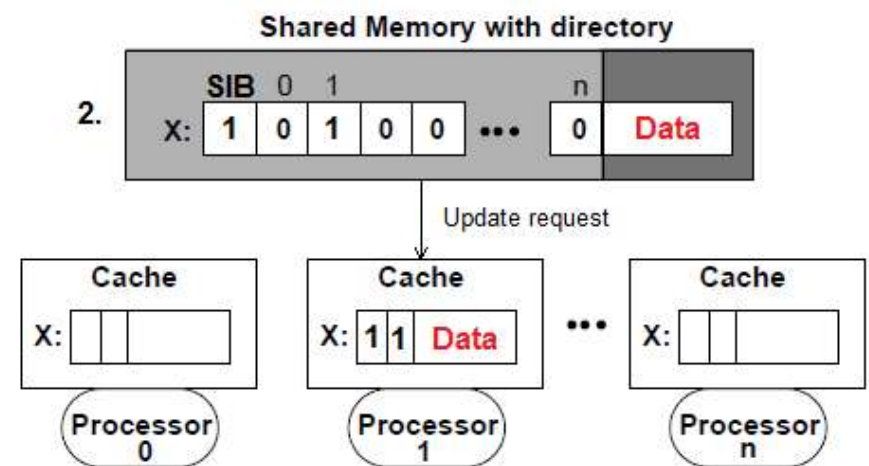 Shared Memory with directory
SIB 0 1 n
2. X: 1 0 1 0 0 ••• 0 Data
Update request
Cache Cache Cache
X: X: 1 1 Data ••• X:
Processor Processor Processor
0 1 n